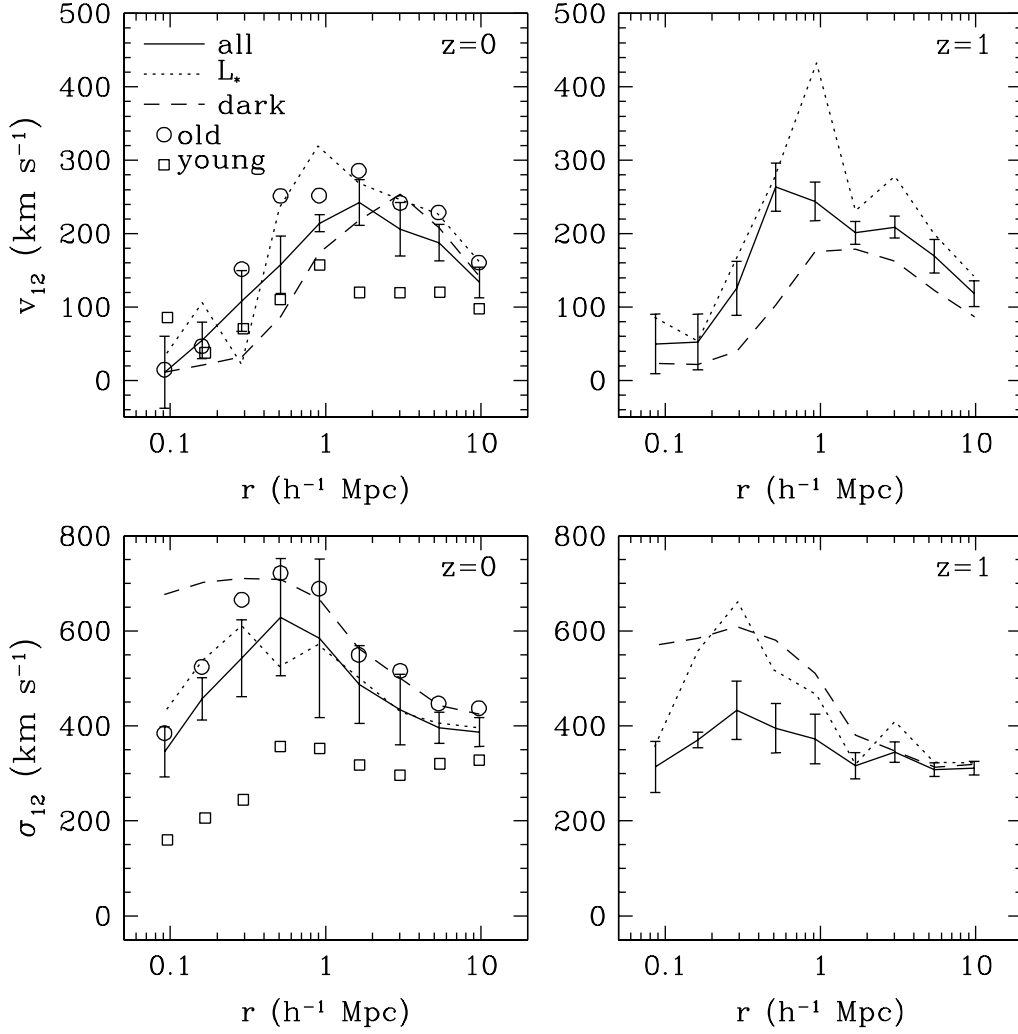 500
400
300
200
100
0
v₁₂ (km s⁻¹)
all
L*
dark
old
young
z=0
0.1 1 10
r (h⁻¹ Mpc)
500
400
300
200
100
0
z=1
0.1 1 10
r (h⁻¹ Mpc)
800
600
400
200
0
σ₁₂ (km s⁻¹)
z=0
0.1 1 10
r (h⁻¹ Mpc)
800
600
400
200
0
z=1
0.1 1 10
r (h⁻¹ Mpc)